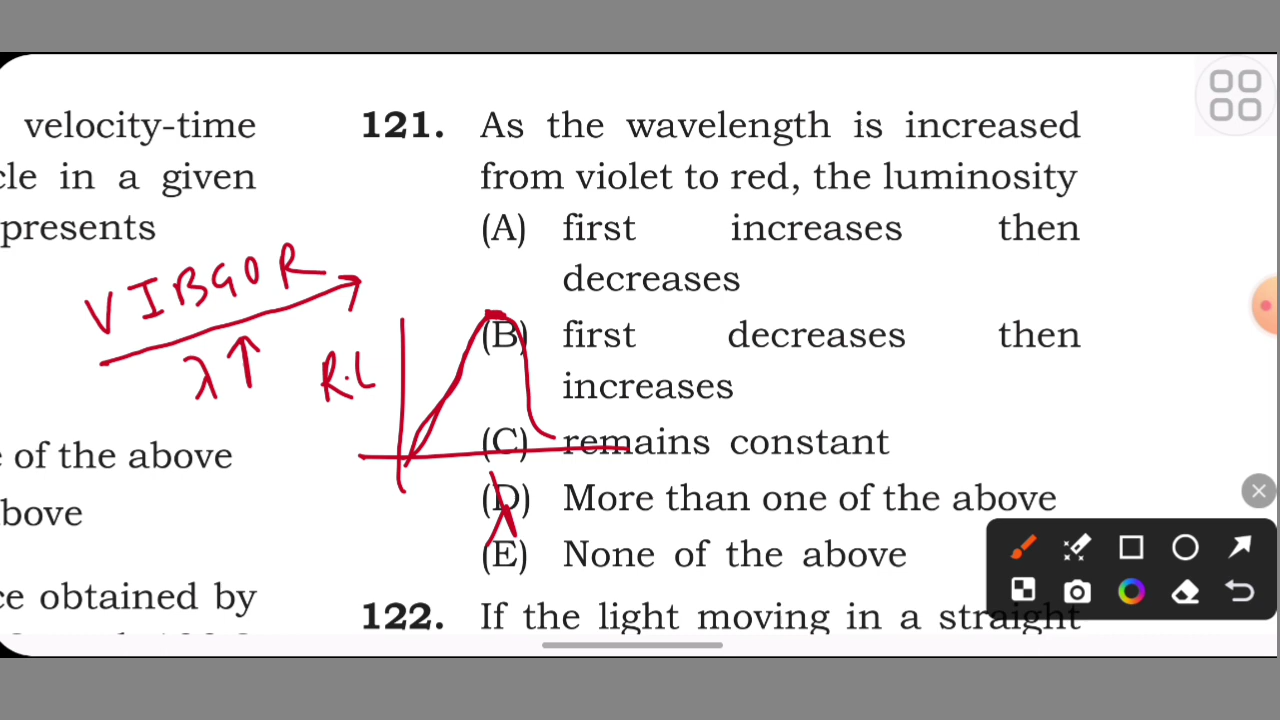 velocity-time
cle in a given
presents
e of the above
bove
ce obtained by
VIBGOR
λ↑
R.L
121. As the wavelength is increased
from violet to red, the luminosity
(A) first increases then
decreases
(B) first decreases then
increases
(C) remains constant
(D) More than one of the above
(E) None of the above
122. If the light moving in a straight